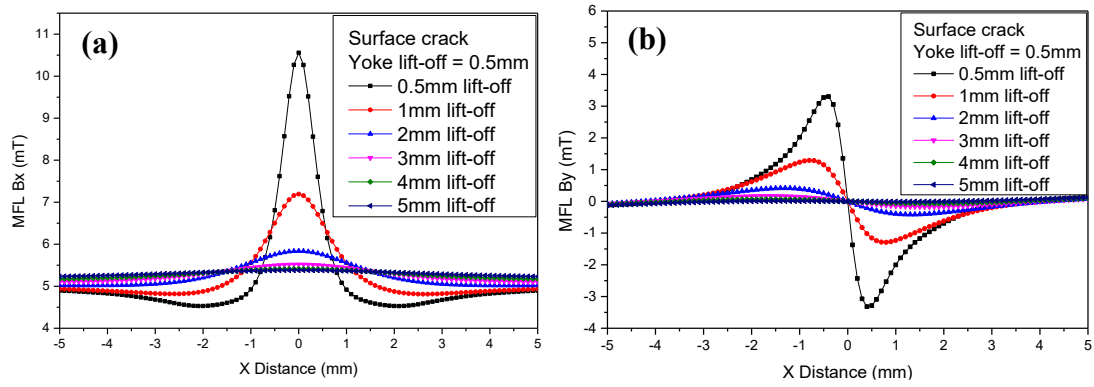 (a)
Surface crack
Yoke lift-off = 0.5mm
0.5mm lift-off
1mm lift-off
2mm lift-off
3mm lift-off
4mm lift-off
5mm lift-off
MFL Bx (mT)
11
10
9
8
7
6
5
4
-5 -4 -3 -2 -1 0 1 2 3 4 5
X Distance (mm)
(b)
Surface crack
Yoke lift-off = 0.5mm
0.5mm lift-off
1mm lift-off
2mm lift-off
3mm lift-off
4mm lift-off
5mm lift-off
MFL By (mT)
6
5
4
3
2
1
0
-1
-2
-3
-4
-5 -4 -3 -2 -1 0 1 2 3 4 5
X Distance (mm)